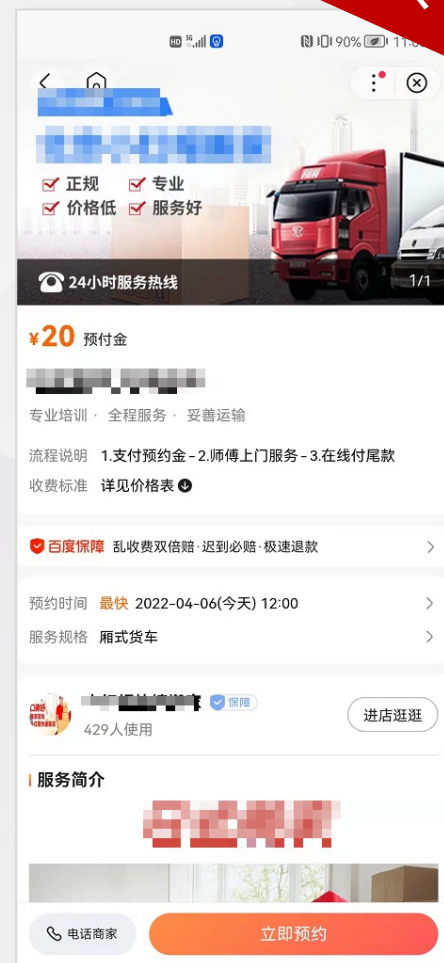 HD 5G 90% 11:0
正规 专业
价格低 服务好
24小时服务热线
1/1
¥20 预付金
专业培训 · 全程服务 · 妥善运输
流程说明 1.支付预约金-2.师傅上门服务-3.在线付尾款
收费标准 详见价格表
百度保障 乱收费双倍赔·迟到必赔·极速退款
预约时间 最快 2022-04-06(今天) 12:00
服务规格 厢式货车
保障
429人使用
进店逛逛
服务简介
电话商家
立即预约